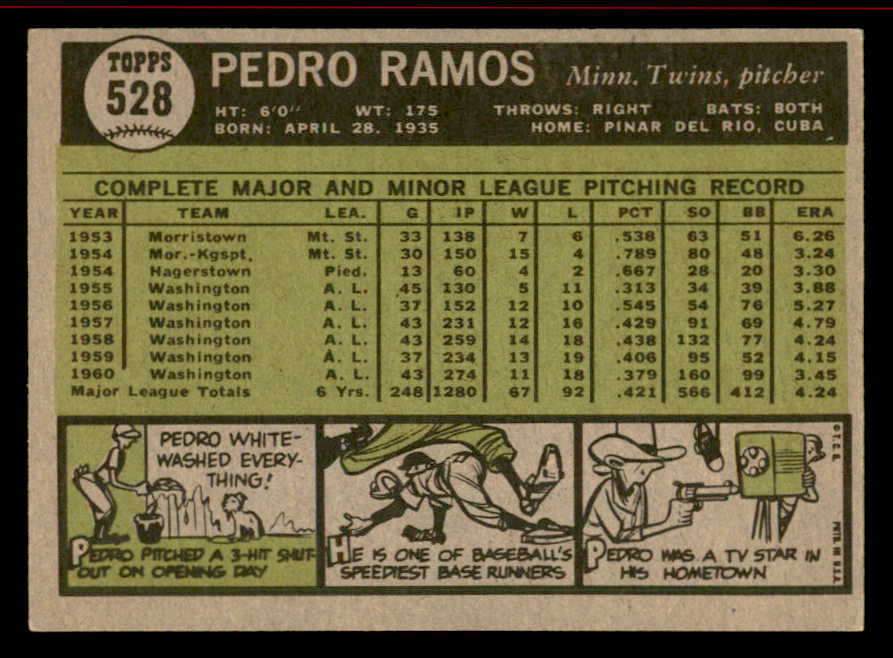 TOPPS
528
PEDRO RAMOS Minn. Twins, pitcher
HT: 6'0" WT: 175 THROWS: RIGHT BATS: BOTH
BORN: APRIL 28, 1935 HOME: PINAR DEL RIO, CUBA
COMPLETE MAJOR AND MINOR LEAGUE PITCHING RECORD
YEAR TEAM LEA. G IP W L PCT SO BB ERA
1953 Morristown Mt. St. 33 138 7 6 .538 63 51 6.26
1954 Mor.-Kgspt. Mt. St. 30 150 15 4 .789 80 48 3.24
1954 Hagerstown Pied. 13 60 4 2 .667 28 20 3.30
1955 Washington A. L. 45 130 5 11 .313 34 39 3.88
1956 Washington A. L. 37 152 12 10 .545 54 76 5.27
1957 Washington A. L. 43 231 12 16 .429 91 69 4.79
1958 Washington A. L. 43 259 14 18 .438 132 77 4.24
1959 Washington A. L. 37 234 13 19 .406 95 52 4.15
1960 Washington A. L. 43 274 11 18 .379 160 99 3.45
Major League Totals 6 Yrs. 248 1280 67 92 .421 566 412 4.24
PEDRO WHITE-
WASHED EVERY-
THING!
PEDRO PITCHED A 3-HIT SHUT-
OUT ON OPENING DAY
HE IS ONE OF BASEBALL'S
SPEEDIEST BASE RUNNERS
PEDRO WAS A TV STAR IN
HIS HOMETOWN
© T.C.G.
PRTD. IN U.S.A.